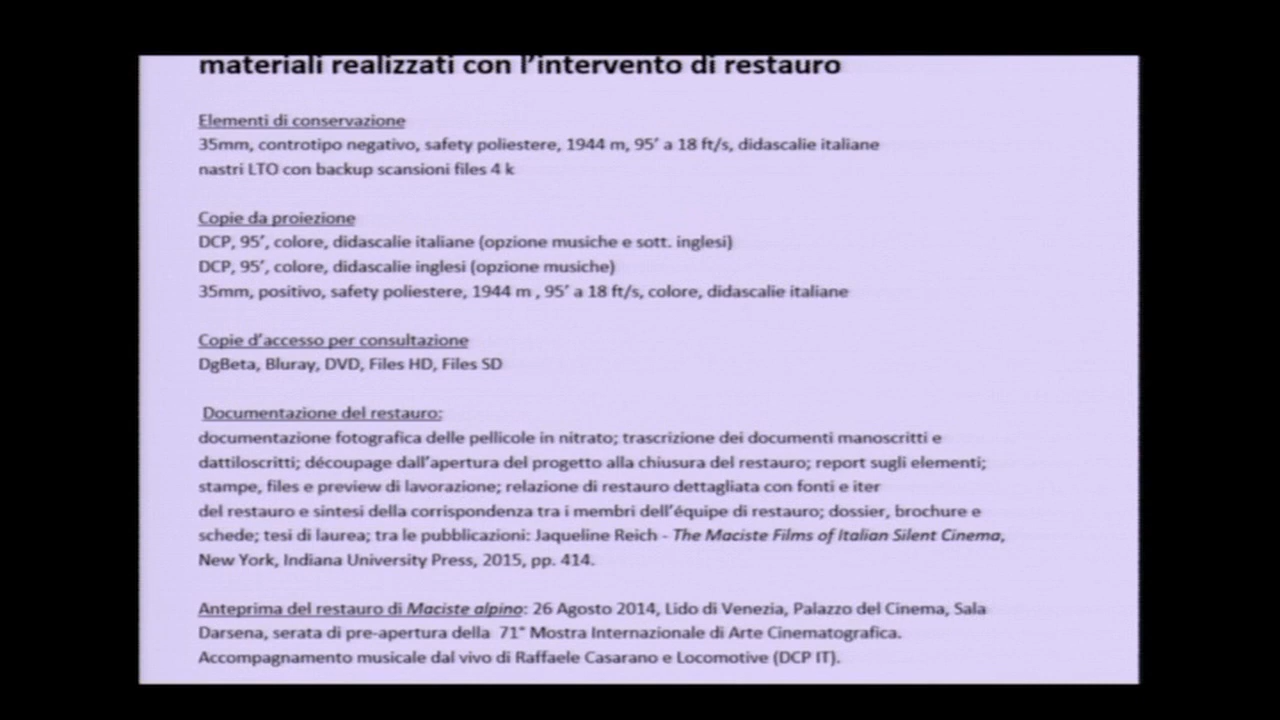 materiali realizzati con l'intervento di restauro
Elementi di conservazione
35mm, controtipo negativo, safety poliestere, 1944 m, 95' a 18 ft/s, didascalie italiane
nastri LTO con backup scansioni files 4 k
Copie da proiezione
DCP, 95', colore, didascalie italiane (opzione musiche e sott. inglesi)
DCP, 95', colore, didascalie inglesi (opzione musiche)
35mm, positivo, safety poliestere, 1944 m , 95' a 18 ft/s, colore, didascalie italiane
Copie d'accesso per consultazione
DgBeta, Bluray, DVD, Files HD, Files SD
Documentazione del restauro:
documentazione fotografica delle pellicole in nitrato; trascrizione dei documenti manoscritti e
dattiloscritti; découpage dall'apertura del progetto alla chiusura del restauro; report sugli elementi;
stampe, files e preview di lavorazione; relazione di restauro dettagliata con fonti e iter
del restauro e sintesi della corrispondenza tra i membri dell'équipe di restauro; dossier, brochure e
schede; tesi di laurea; tra le pubblicazioni: Jaqueline Reich - The Maciste Films of Italian Silent Cinema,
New York, Indiana University Press, 2015, pp. 414.
Anteprima del restauro di Maciste alpino: 26 Agosto 2014, Lido di Venezia, Palazzo del Cinema, Sala
Darsena, serata di pre-apertura della 71° Mostra Internazionale di Arte Cinematografica.
Accompagnamento musicale dal vivo di Raffaele Casarano e Locomotive (DCP IT).